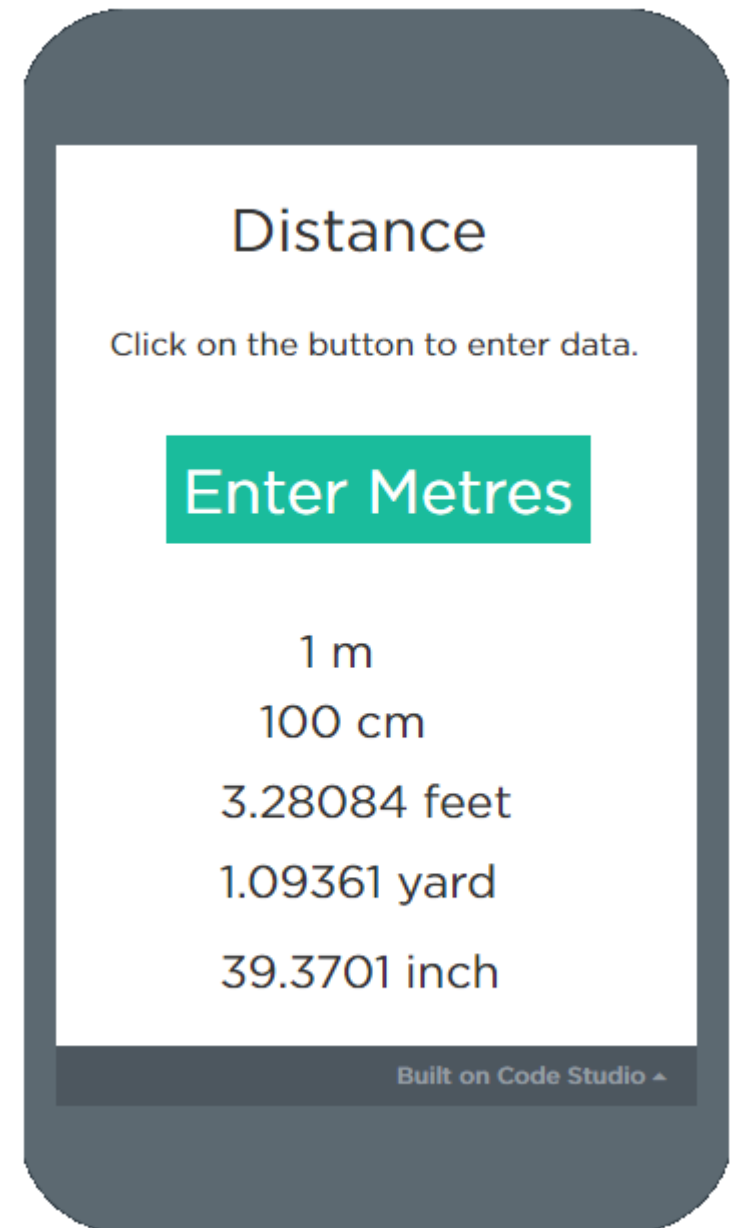 Distance
Click on the button to enter data.
Enter Metres
1 m
100 cm
3.28084 feet
1.09361 yard
39.3701 inch
Built on Code Studio